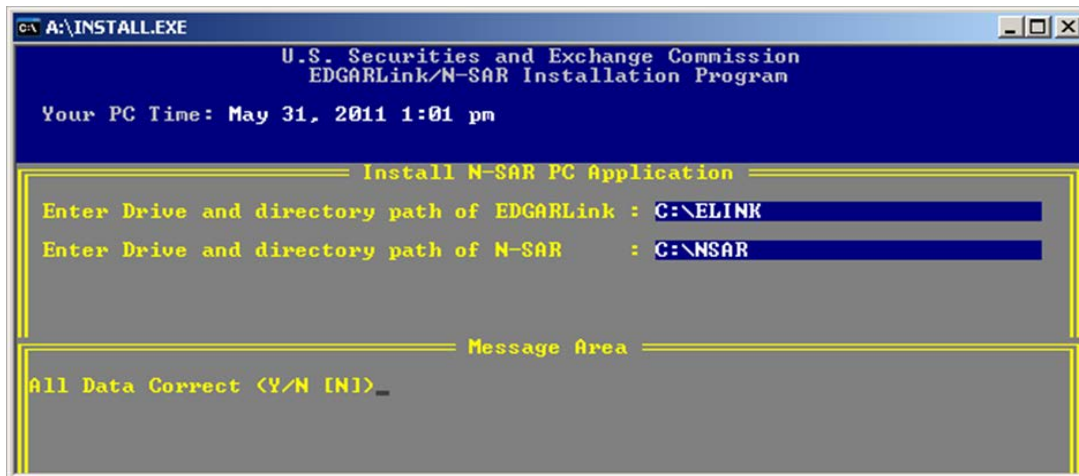 A:\INSTALL.EXE
U.S. Securities and Exchange Commission
EDGARLink/N-SAR Installation Program
Your PC Time: May 31, 2011 1:01 pm
Install N-SAR PC Application
Enter Drive and directory path of EDGARLink : C:\ELINK
Enter Drive and directory path of N-SAR : C:\NSAR
Message Area
All Data Correct (Y/N [N])_